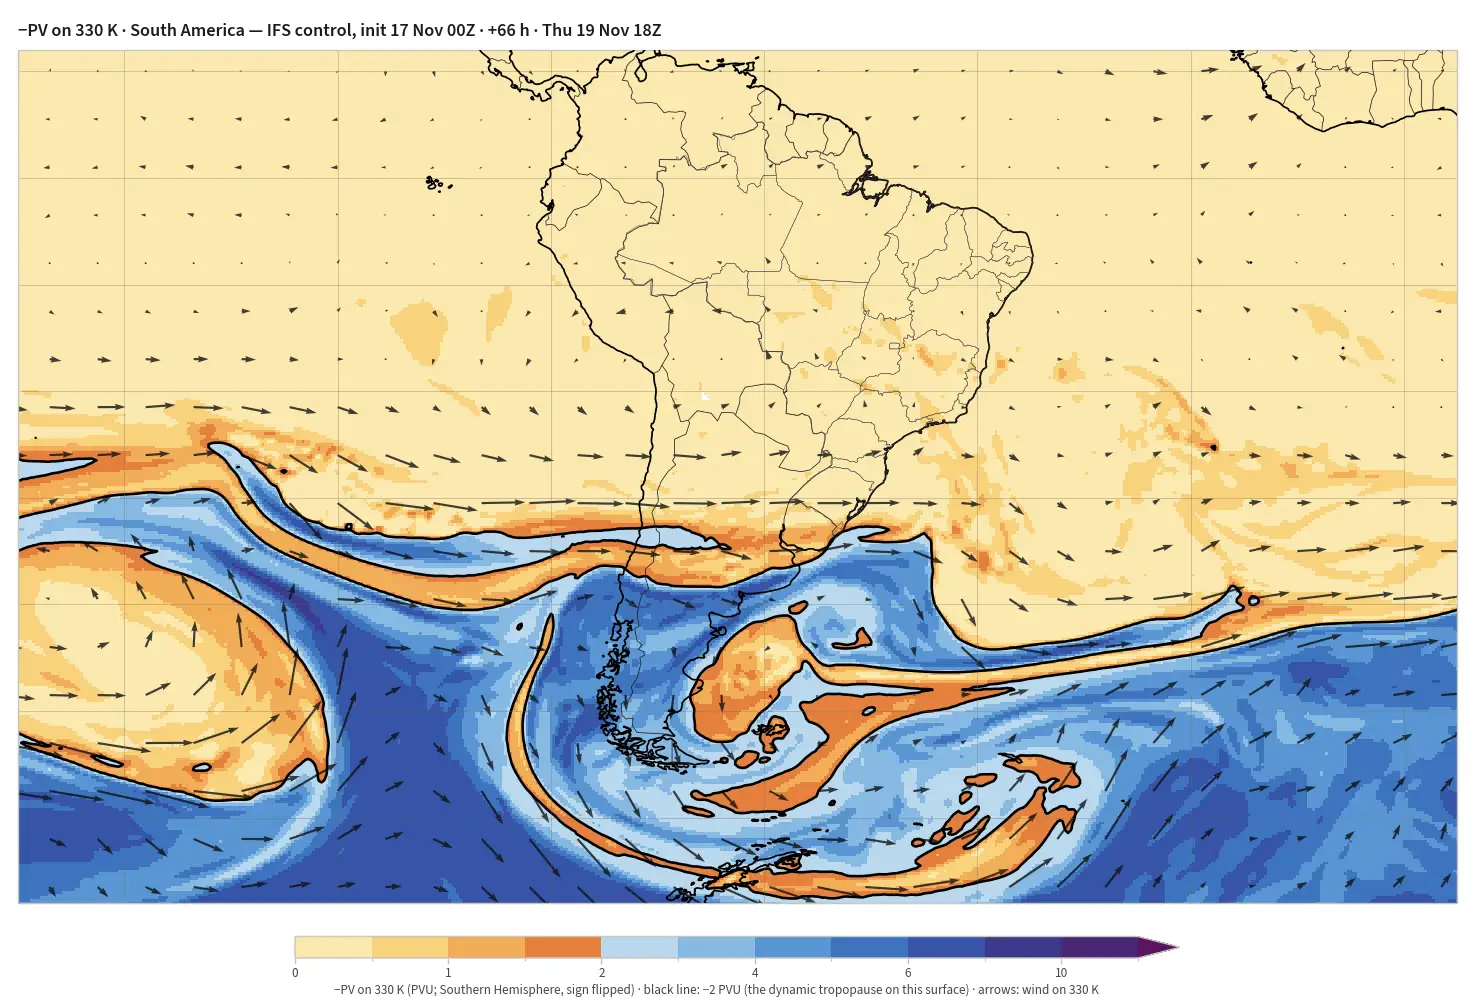 −PV on 330 K · South America — IFS control, init 17 Nov 00Z · +66 h · Thu 19 Nov 18Z
0 1 2 4 6 10
−PV on 330 K (PVU; Southern Hemisphere, sign flipped) · black line: −2 PVU (the dynamic tropopause on this surface) · arrows: wind on 330 K